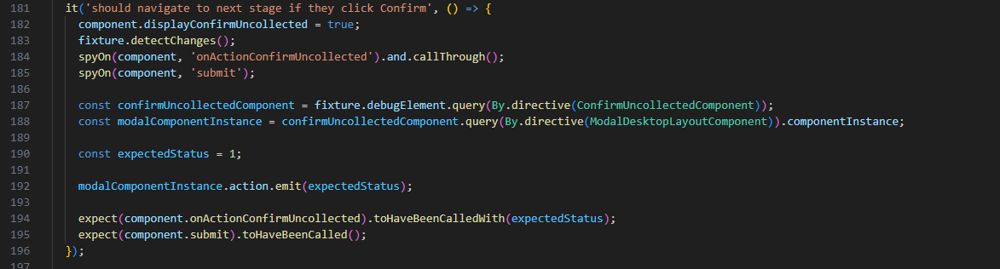 181 it('should navigate to next stage if they click Confirm', () => {
182 component.displayConfirmUncollected = true;
183 fixture.detectChanges();
184 spyOn(component, 'onActionConfirmUncollected').and.callThrough();
185 spyOn(component, 'submit');
186
187 const confirmUncollectedComponent = fixture.debugElement.query(By.directive(ConfirmUncollectedComponent));
188 const modalComponentInstance = confirmUncollectedComponent.query(By.directive(ModalDesktopLayoutComponent)).componentInstance;
189
190 const expectedStatus = 1;
191
192 modalComponentInstance.action.emit(expectedStatus);
193
194 expect(component.onActionConfirmUncollected).toHaveBeenCalledWith(expectedStatus);
195 expect(component.submit).toHaveBeenCalled();
196 });
197